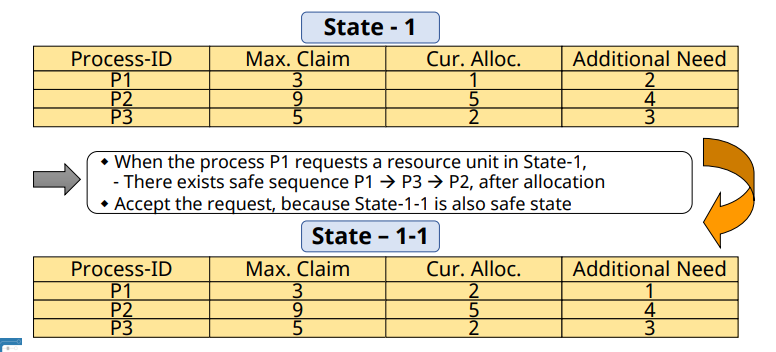 State - 1
Process-ID Max. Claim Cur. Alloc. Additional Need
P1 3 1 2
P2 9 5 4
P3 5 2 3
◆ When the process P1 requests a resource unit in State-1,
- There exists safe sequence P1 → P3 → P2, after allocation
◆ Accept the request, because State-1-1 is also safe state
State – 1-1
Process-ID Max. Claim Cur. Alloc. Additional Need
P1 3 2 1
P2 9 5 4
P3 5 2 3